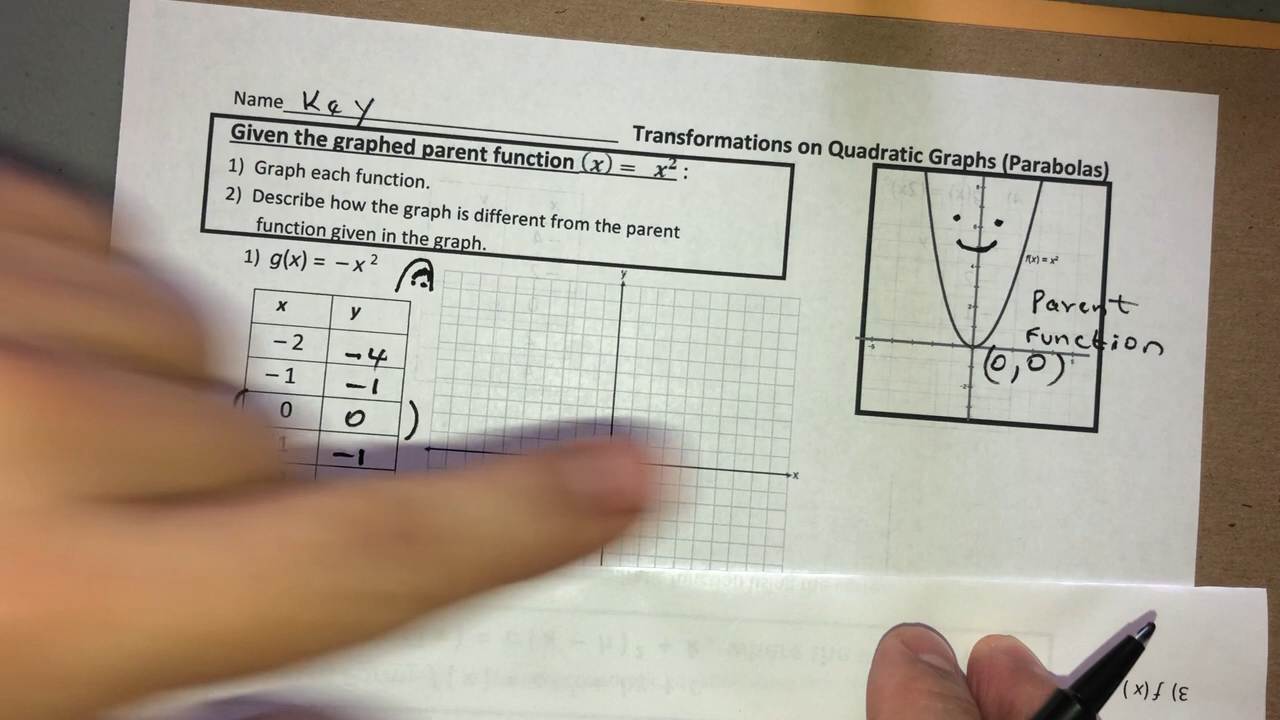 Name Key
Transformations on Quadratic Graphs (Parabolas)
Given the graphed parent function (x) = x²:
1) Graph each function.
2) Describe how the graph is different from the parent
function given in the graph.
1) g(x) = −x²
x y
-2 -4
-1 -1
( 0 0 )
1 -1
y
x
f(x) = x²
Parent
Function
(0,0)
3) f(x)